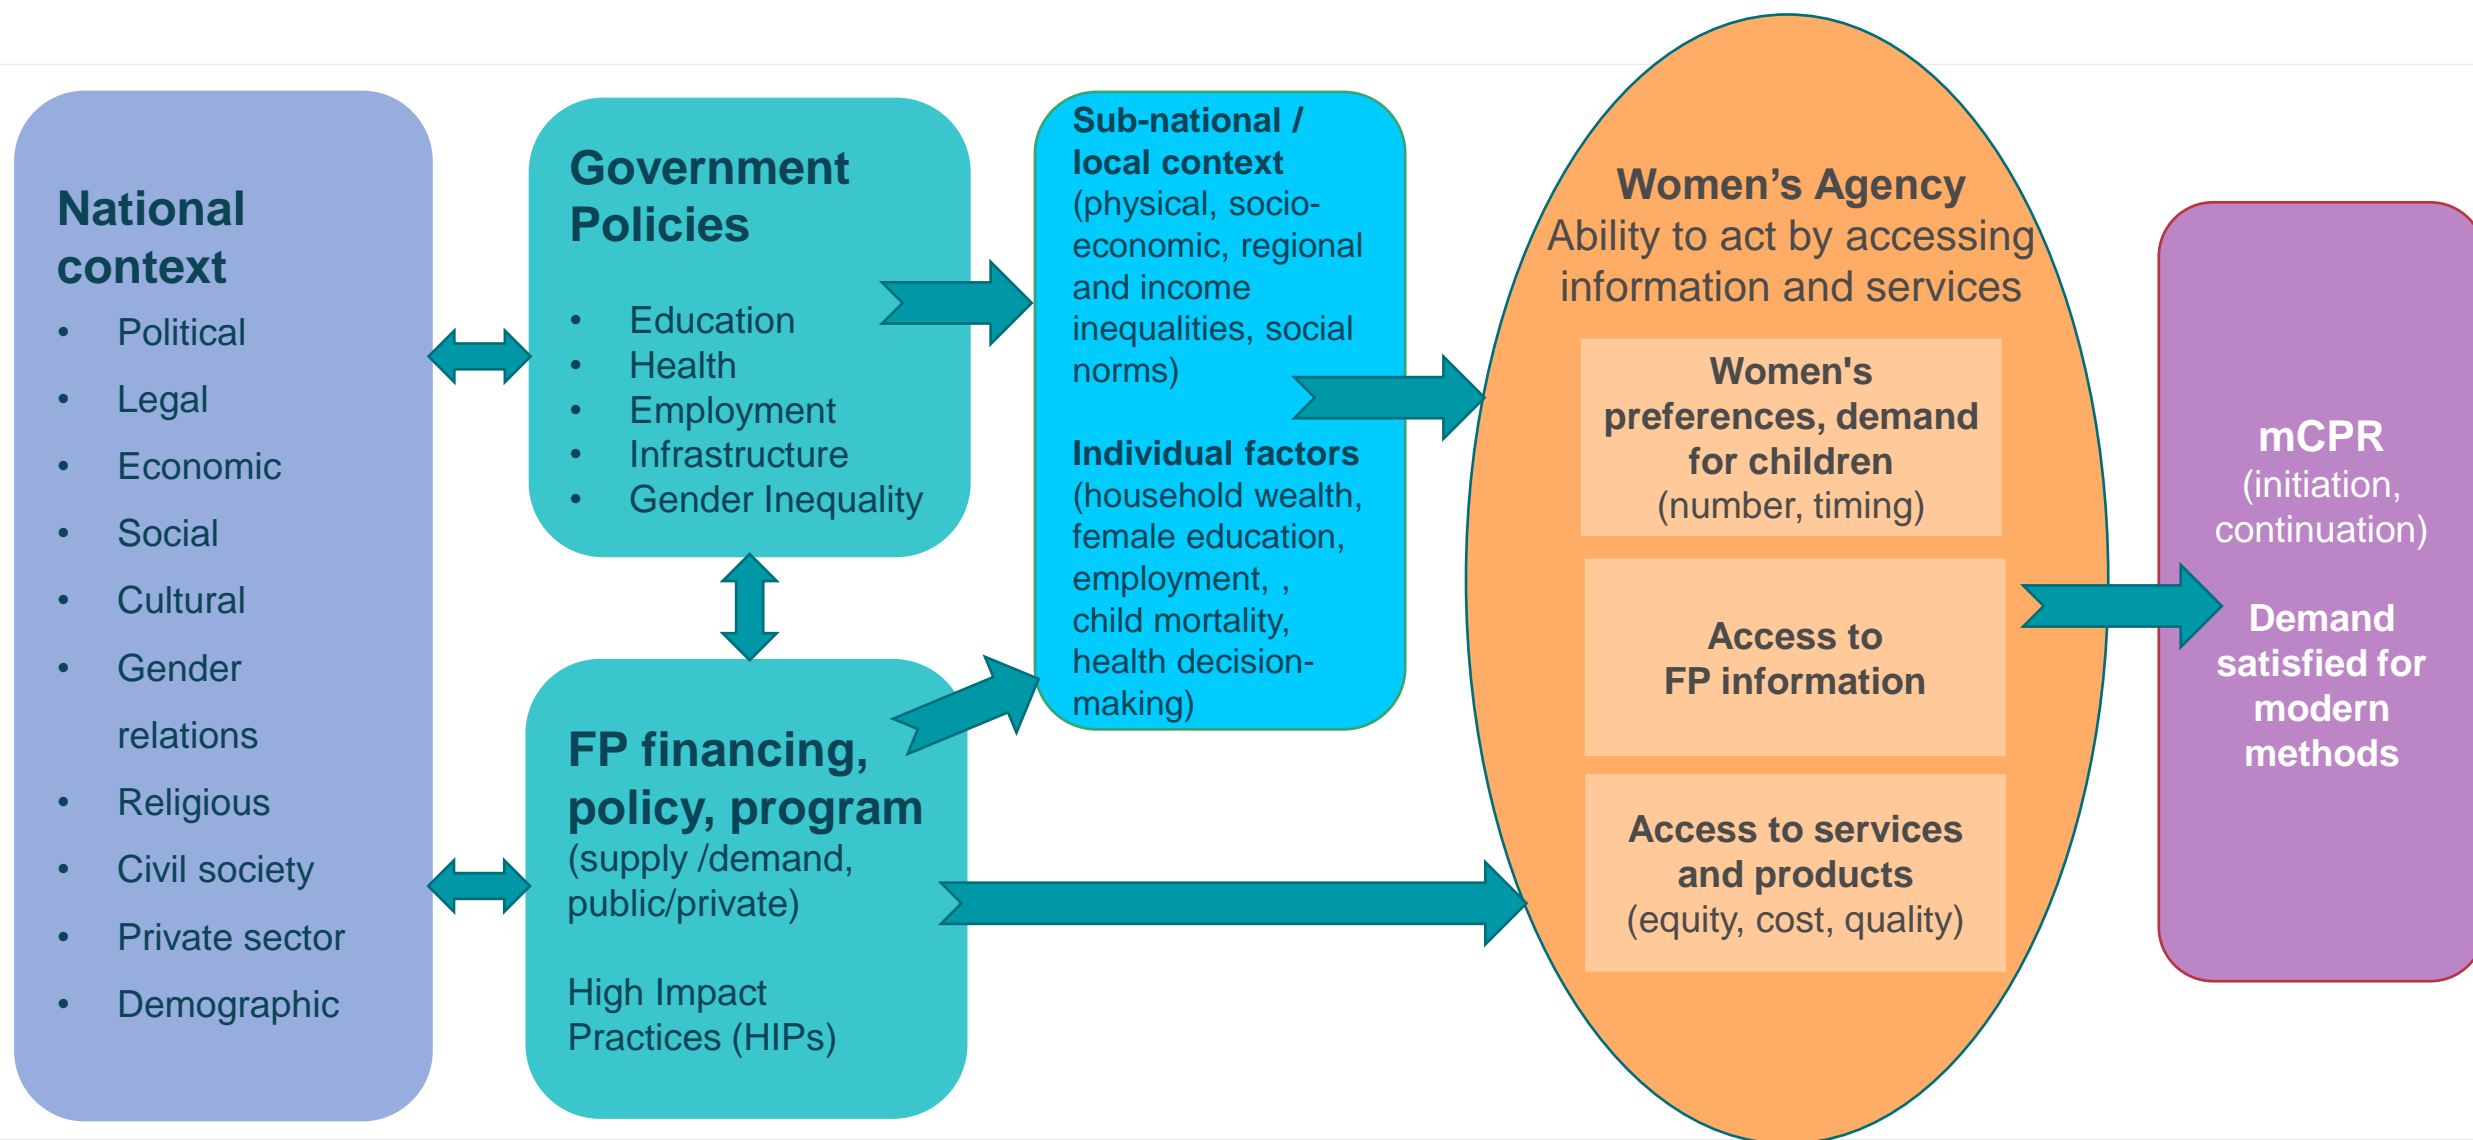 National
context
• Political
• Legal
• Economic
• Social
• Cultural
• Gender
relations
• Religious
• Civil society
• Private sector
• Demographic
Government
Policies
• Education
• Health
• Employment
• Infrastructure
• Gender Inequality
FP financing,
policy, program
(supply /demand,
public/private)
High Impact
Practices (HIPs)
Sub-national /
local context
(physical, socio-
economic, regional
and income
inequalities, social
norms)
Individual factors
(household wealth,
female education,
employment, ,
child mortality,
health decision-
making)
Women’s Agency
Ability to act by accessing
information and services
Women's
preferences, demand
for children
(number, timing)
Access to
FP information
Access to services
and products
(equity, cost, quality)
mCPR
(initiation,
continuation)
Demand
satisfied for
modern
methods